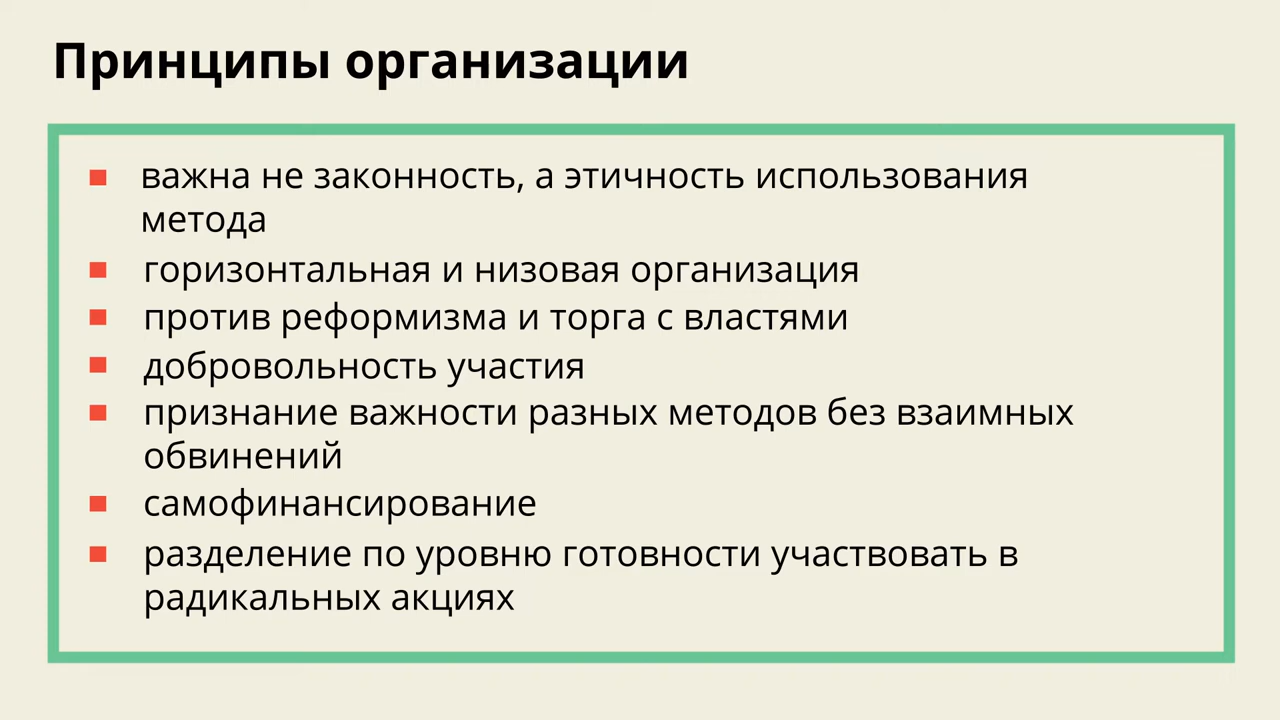 Принципы организации
важна не законность, а этичность использования
метода
горизонтальная и низовая организация
против реформизма и торга с властями
добровольность участия
признание важности разных методов без взаимных
обвинений
самофинансирование
разделение по уровню готовности участвовать в
радикальных акциях